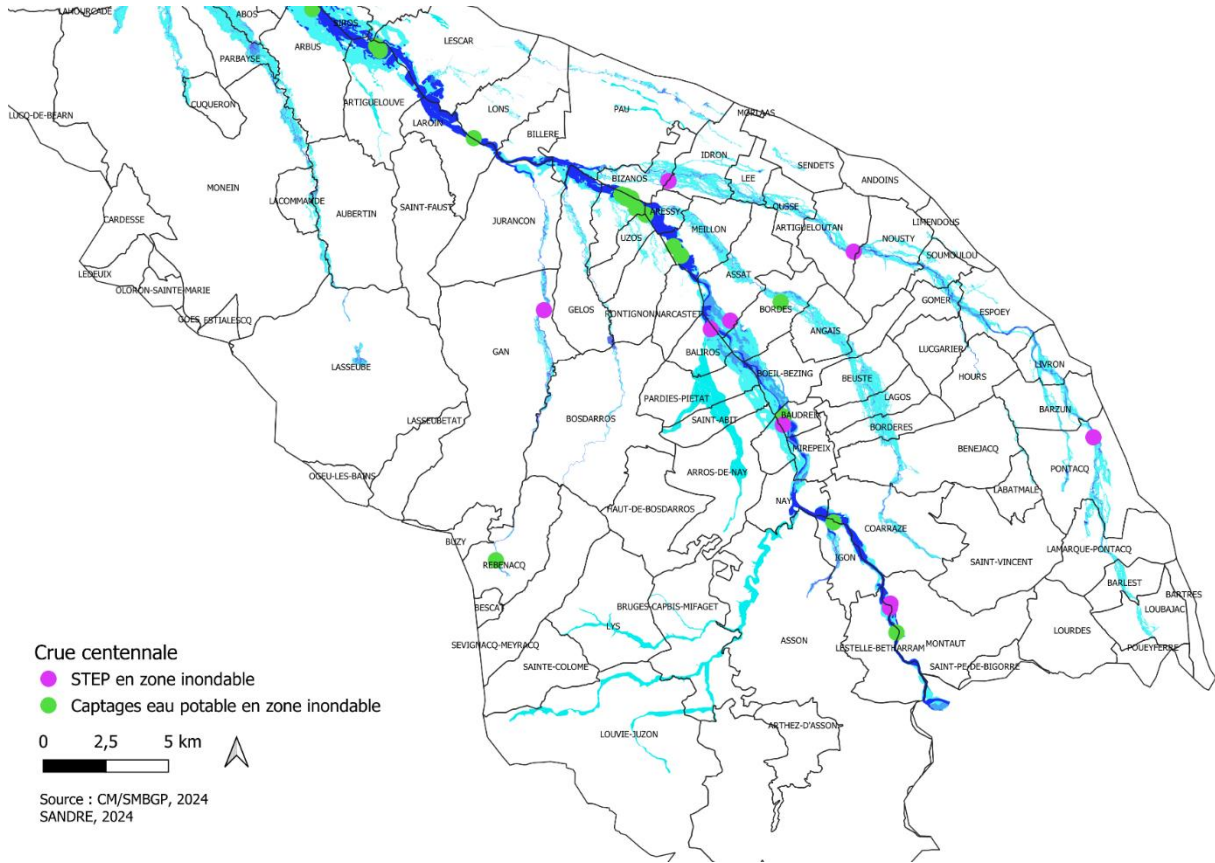 LAHOURCADE
ABOS
SIROS
LESCAR
ARBUS
PARBAYSE
CUQUERON
ARTIGUELOUVE
LONS
PAU
MORLAAS
LUCQ-DE-BEARN
LAROIN
BILLERE
IDRON
SENDETS
BIZANOS
LEE
ANDOINS
MONEIN
LACOMMANDE
AUBERTIN
SAINT-FAUST
CARDESSE
OUSSE
ARESSY
LIMENDOUS
JURANCON
MEILLON
ARTIGUELOUTAN
NOUSTY
UZOS
SOUMOULOU
LEDEUIX
ASSAT
OLORON-SAINTE-MARIE
GOES
ESTIALESCQ
GELOS
RONTIGNON
NARCASTET
BORDES
GOMER
ESPOEY
ANGAIS
LASSEUBE
GAN
BALIROS
LUCGARIER
BOEIL-BEZING
HOURS
LIVRON
BEUSTE
PARDIES-PIETAT
LAGOS
BARZUN
LASSEUBETAT
BOSDARROS
SAINT-ABIT
BAUDREIX
BORDERES
MIREPEIX
BENEJACQ
PONTACQ
OGEU-LES-BAINS
ARROS-DE-NAY
LABATMALE
NAY
HAUT-DE-BOSDARROS
COARRAZE
BUZY
REBENACQ
IGON
SAINT-VINCENT
LAMARQUE-PONTACQ
BARLEST
BARTRES
BESCAT
BRUGES-CAPBIS-MIFAGET
LOUBAJAC
LYS
SEVIGNACQ-MEYRACQ
ASSON
MONTAUT
LOURDES
LESTELLE-BETHARRAM
POUEYFERRE
SAINTE-COLOME
SAINT-PE-DE-BIGORRE
LOUVIE-JUZON
ARTHEZ-D'ASSON
Crue centennale
STEP en zone inondable
Captages eau potable en zone inondable
0 2,5 5 km
Source : CM/SMBGP, 2024
SANDRE, 2024